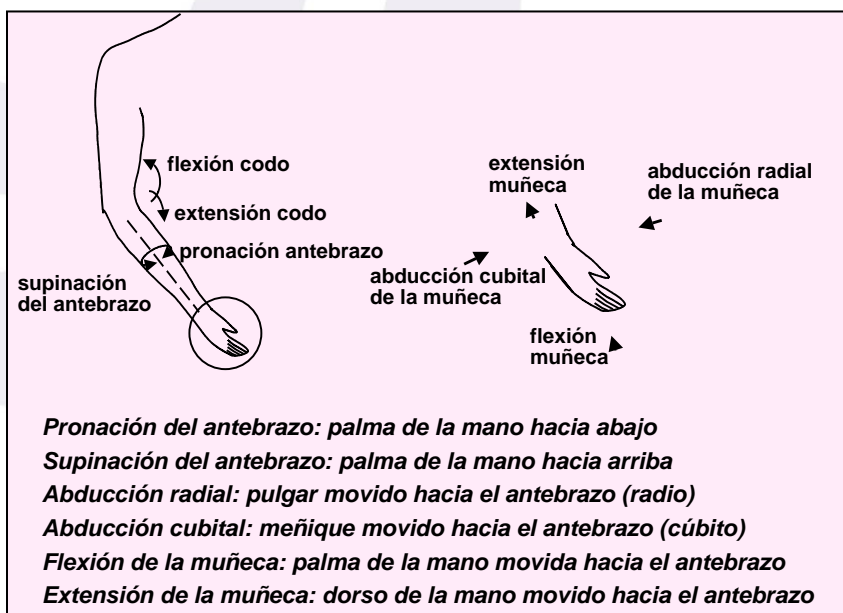 flexión codo
extensión codo
pronación antebrazo
supinación
del antebrazo
extensión
muñeca
abducción radial
de la muñeca
abducción cubital
de la muñeca
flexión
muñeca
Pronación del antebrazo: palma de la mano hacia abajo
Supinación del antebrazo: palma de la mano hacia arriba
Abducción radial: pulgar movido hacia el antebrazo (radio)
Abducción cubital: meñique movido hacia el antebrazo (cúbito)
Flexión de la muñeca: palma de la mano movida hacia el antebrazo
Extensión de la muñeca: dorso de la mano movido hacia el antebrazo